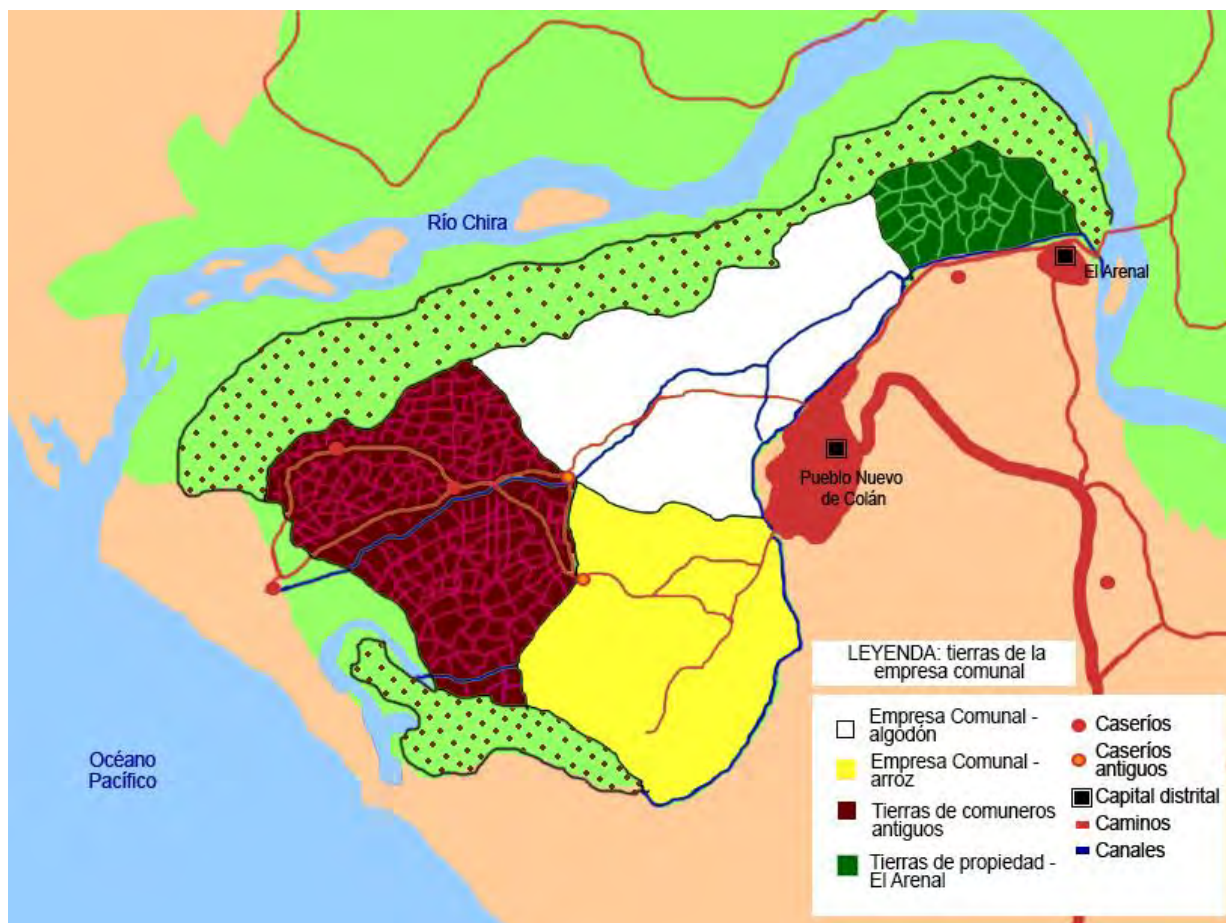 Río Chira
El Arenal
Pueblo Nuevo
de Colán
Océano
Pacífico
LEYENDA: tierras de la
empresa comunal
Empresa Comunal -
algodón
Empresa Comunal -
arroz
Tierras de comuneros
antiguos
Tierras de propiedad -
El Arenal
Caseríos
Caseríos
antiguos
Capital distrital
Caminos
Canales